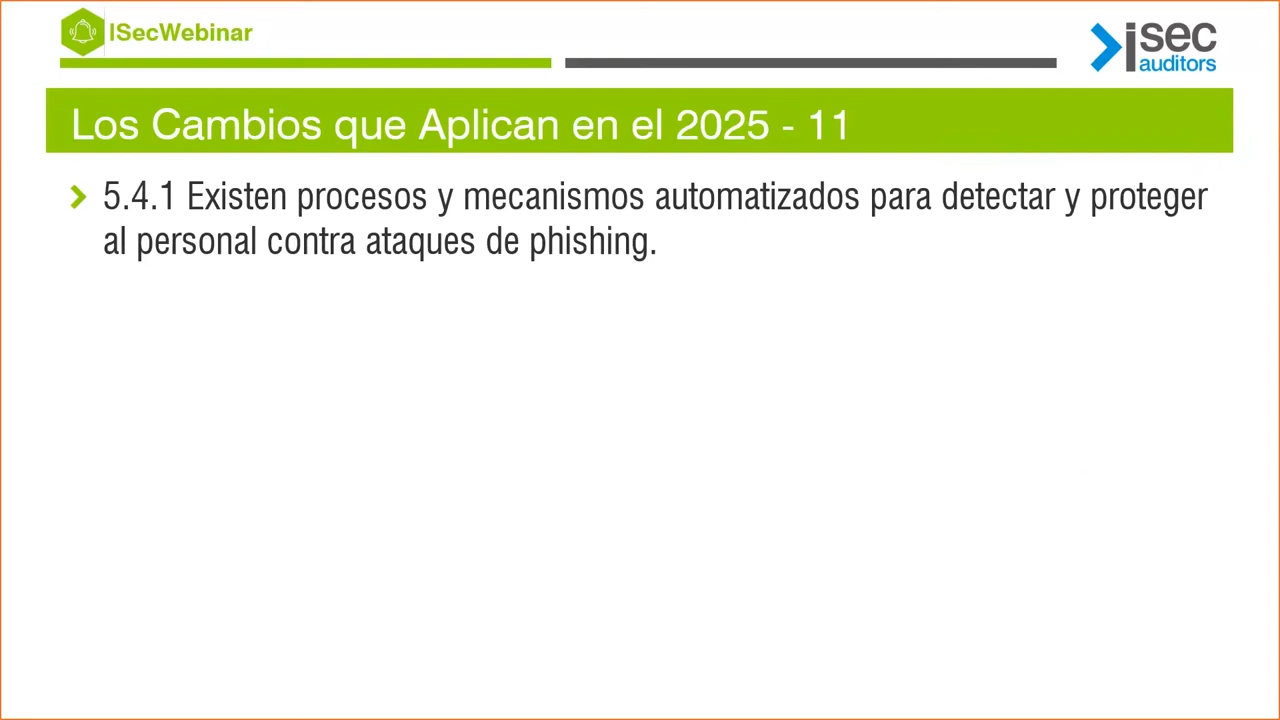 ISecWebinar
isec
auditors
Los Cambios que Aplican en el 2025 - 11
5.4.1 Existen procesos y mecanismos automatizados para detectar y proteger
al personal contra ataques de phishing.